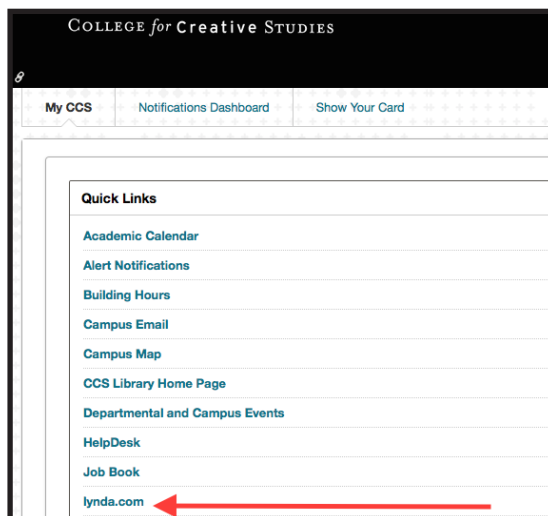 College for Creative Studies
My CCS Notifications Dashboard Show Your Card
Quick Links
Academic Calendar
Alert Notifications
Building Hours
Campus Email
Campus Map
CCS Library Home Page
Departmental and Campus Events
HelpDesk
Job Book
lynda.com